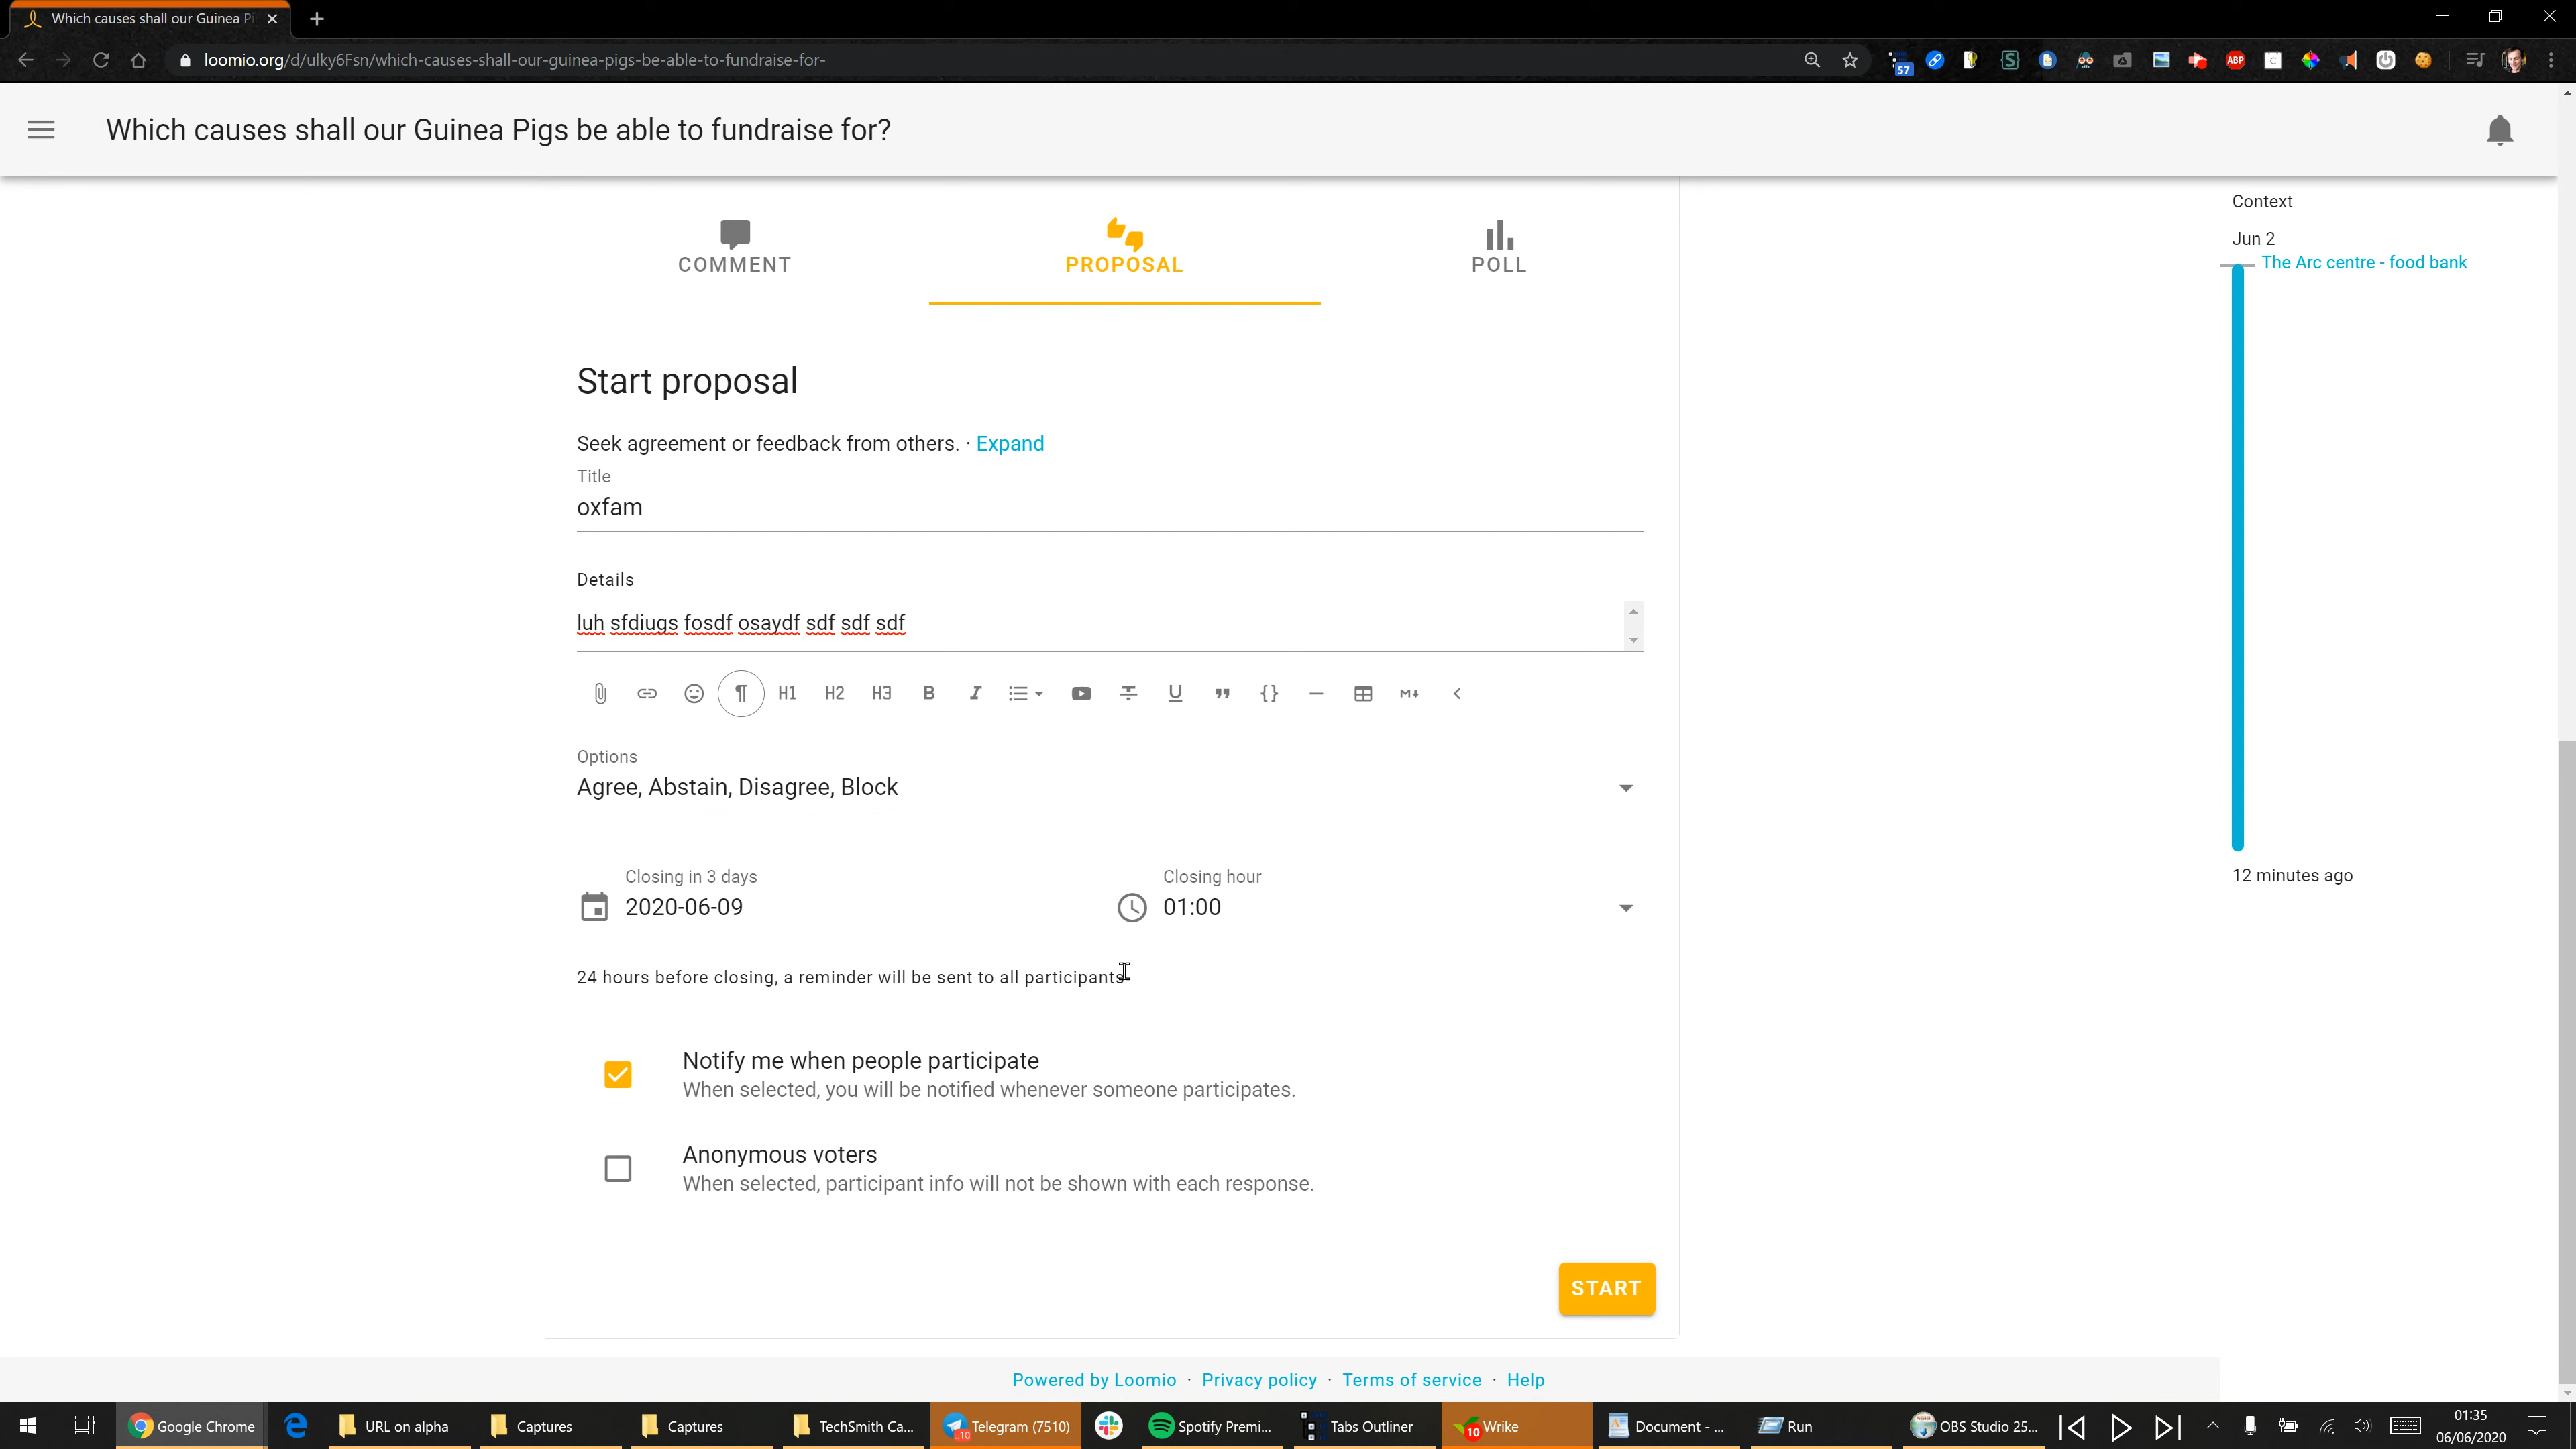 Which causes shall our Guinea Pi
loomio.org/d/ulky6Fsn/which-causes-shall-our-guinea-pigs-be-able-to-fundraise-for-
57
ABP
Which causes shall our Guinea Pigs be able to fundraise for?
Context
Jun 2
The Arc centre - food bank
12 minutes ago
COMMENT
PROPOSAL
POLL
Start proposal
Seek agreement or feedback from others. · Expand
Title
oxfam
Details
luh sfdiugs fosdf osaydf sdf sdf sdf
H1 H2 H3 B I
Options
Agree, Abstain, Disagree, Block
Closing in 3 days
2020-06-09
Closing hour
01:00
24 hours before closing, a reminder will be sent to all participants
Notify me when people participate
When selected, you will be notified whenever someone participates.
Anonymous voters
When selected, participant info will not be shown with each response.
START
Powered by Loomio · Privacy policy · Terms of service · Help
Google Chrome
URL on alpha
Captures
Captures
TechSmith Ca...
Telegram (7510)
Spotify Premi...
Tabs Outliner
10
Wrike
Document - ...
Run
OBS Studio 25...
01:35
06/06/2020